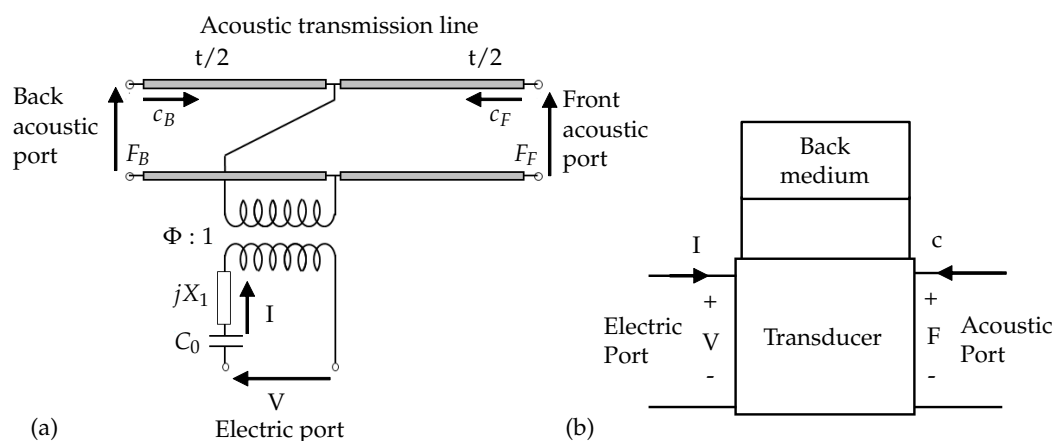 Acoustic transmission line
t/2
t/2
Back
acoustic
port
c_B
F_B
c_F
F_F
Front
acoustic
port
Φ : 1
jX_1
I
C_0
V
Electric port
(a)
Back
medium
I
c
+
V
-
Electric
Port
Transducer
+
F
-
Acoustic
Port
(b)